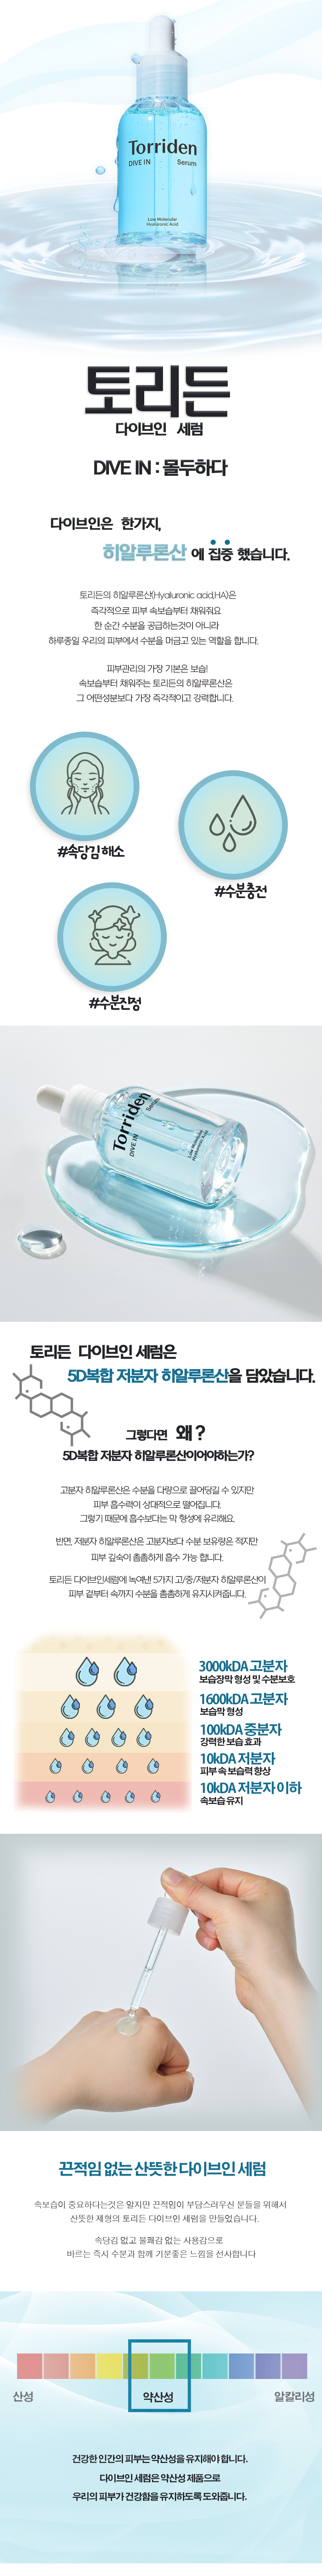 Torriden
DIVE IN Serum
Low Molecular
Hyaluronic Acid
토리든
다이브인 세럼
DIVE IN : 몰두하다
다이브인은 한가지,
히알루론산 에 집중 했습니다.
토리든의 히알루론산(Hyaluronic acid,HA)은
즉각적으로 피부 속보습부터 채워줘요
한 순간 수분을 공급하는것이 아니라
하루종일 우리의 피부에서 수분을 머금고 있는 역할을 합니다.
피부관리의 가장 기본은 보습!
속보습부터 채워주는 토리든의 히알루론산은
그 어떤성분보다 가장 즉각적이고 강력합니다.
#속당김 해소
#수분충전
#수분진정
Torriden
DIVE IN Serum
Low Molecular
Hyaluronic Acid
토리든 다이브인 세럼은
5D복합 저분자 히알루론산을 담았습니다.
그렇다면 왜?
5D복합 저분자 히알루론산이어야하는가?
고분자 히알루론산은 수분을 다량으로 끌어당길 수 있지만
피부 흡수력이 상대적으로 떨어집니다.
그렇기 때문에 흡수보다는 막 형성에 유리해요.
반면, 저분자 히알루론산은 고분자보다 수분 보유량은 적지만
피부 깊숙이 촘촘하게 흡수 가능 합니다.
토리든 다이브인세럼에 녹여낸 5가지 고/중/저분자 히알루론산이
피부 겉부터 속까지 수분을 촘촘하게 유지시켜줍니다.
3000kDA 고분자
보습장막 형성 및 수분보호
1600kDA 고분자
보습막 형성
100kDA 중분자
강력한 보습 효과
10kDA 저분자
피부 속 보습력 향상
10kDA 저분자 이하
속보습 유지
끈적임 없는 산뜻한 다이브인 세럼
속보습이 중요하다는것은 알지만 끈적임이 부담스러우신 분들을 위해서
산뜻한 제형의 토리든 다이브인 세럼을 만들었습니다.
속당김 없고 불쾌감 없는 사용감으로
바르는 즉시 수분과 함께 기분좋은 느낌을 선사합니다
산성 약산성 알칼리성
건강한 인간의 피부는 약산성을 유지해야 합니다.
다이브인 세럼은 약산성 제품으로
우리의 피부가 건강함을 유지하도록 도와줍니다.